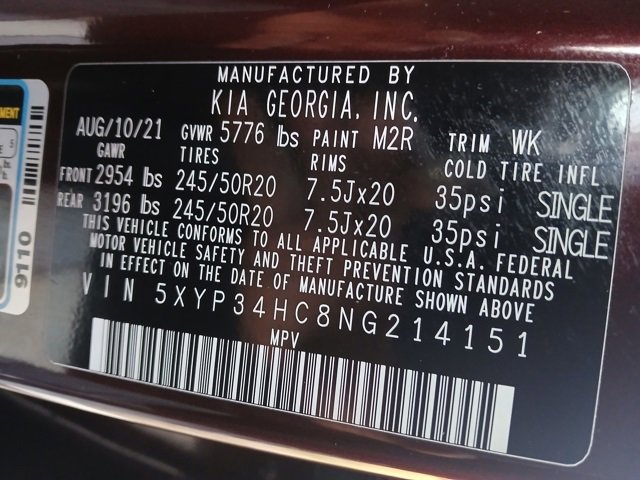 MANUFACTURED BY
KIA GEORGIA, INC.
AUG/10/21 GVWR 5776 lbs PAINT M2R TRIM WK
GAWR TIRES RIMS COLD TIRE INFL
FRONT 2954 lbs 245/50R20 7.5Jx20 35psi SINGLE
REAR 3196 lbs 245/50R20 7.5Jx20 35psi SINGLE
THIS VEHICLE CONFORMS TO ALL APPLICABLE U.S.A. FEDERAL
MOTOR VEHICLE SAFETY AND THEFT PREVENTION STANDARDS
IN EFFECT ON THE DATE OF MANUFACTURE SHOWN ABOVE
VIN 5XYP34HC8NG214151
MPV
9110